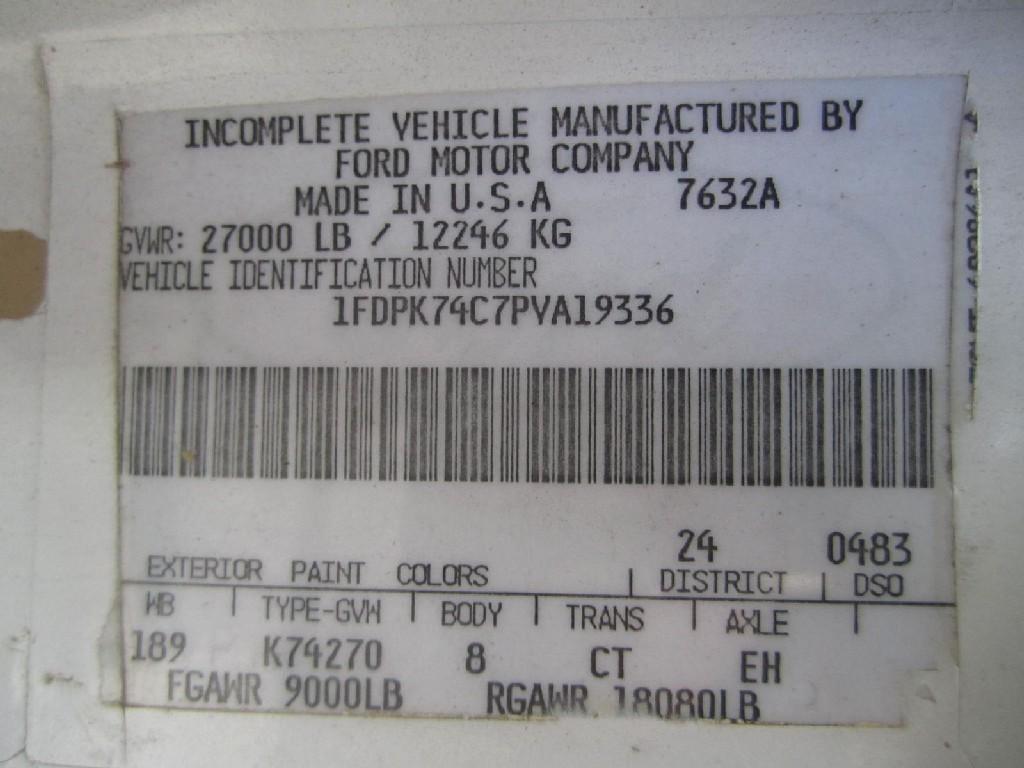 INCOMPLETE VEHICLE MANUFACTURED BY
FORD MOTOR COMPANY
MADE IN U.S.A 7632A
GVWR: 27000 LB / 12246 KG
VEHICLE IDENTIFICATION NUMBER
1FDPK74C7PVA19336
24 0483
EXTERIOR PAINT COLORS | DISTRICT | DSO
WB | TYPE-GVW | BODY | TRANS | AXLE |
189 K74270 8 CT EH
FGAWR 9000LB RGAWR 18080LB